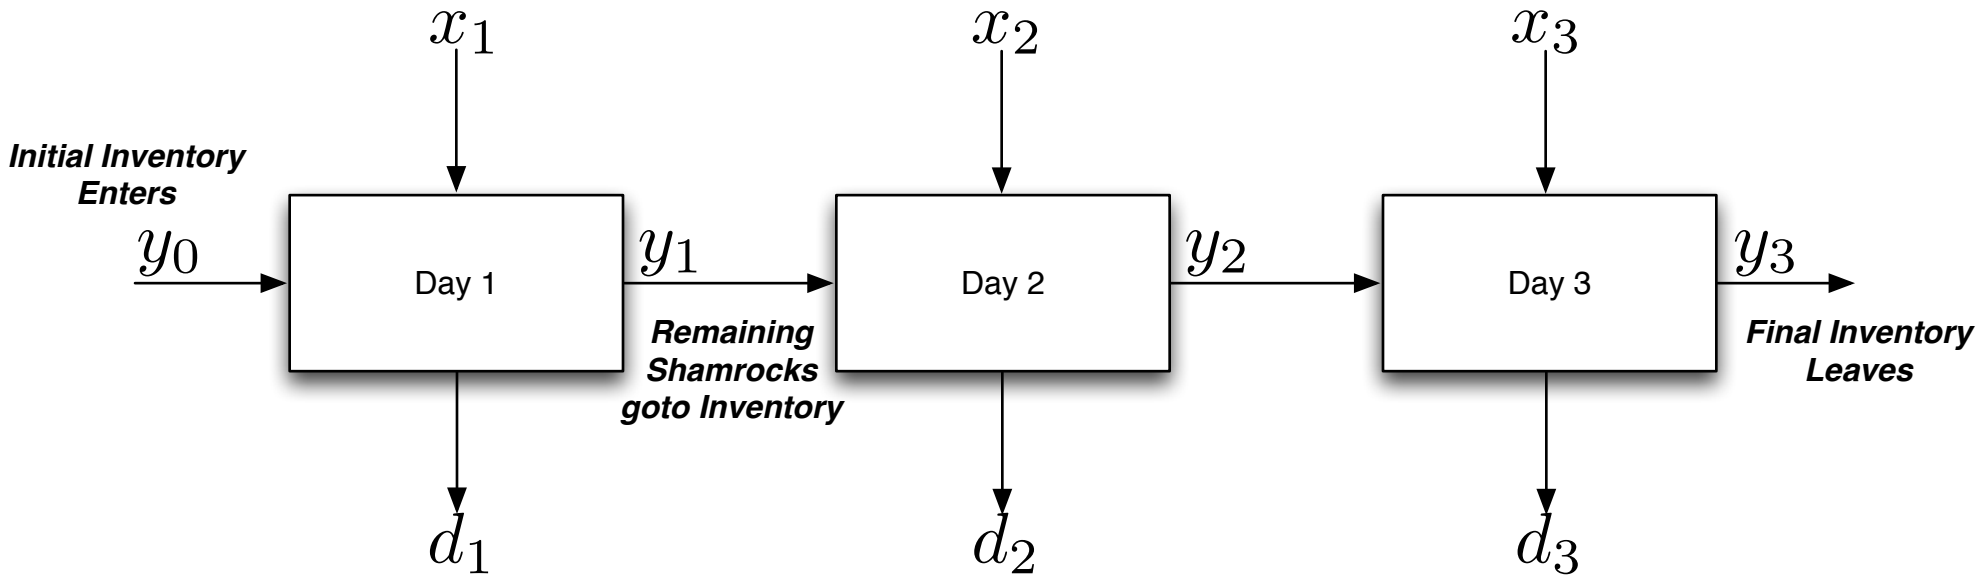 x₁ x₂ x₃
Initial Inventory
Enters
y₀ y₁ y₂ y₃
Day 1 Day 2 Day 3
Remaining
Shamrocks
goto Inventory
Final Inventory
Leaves
d₁ d₂ d₃